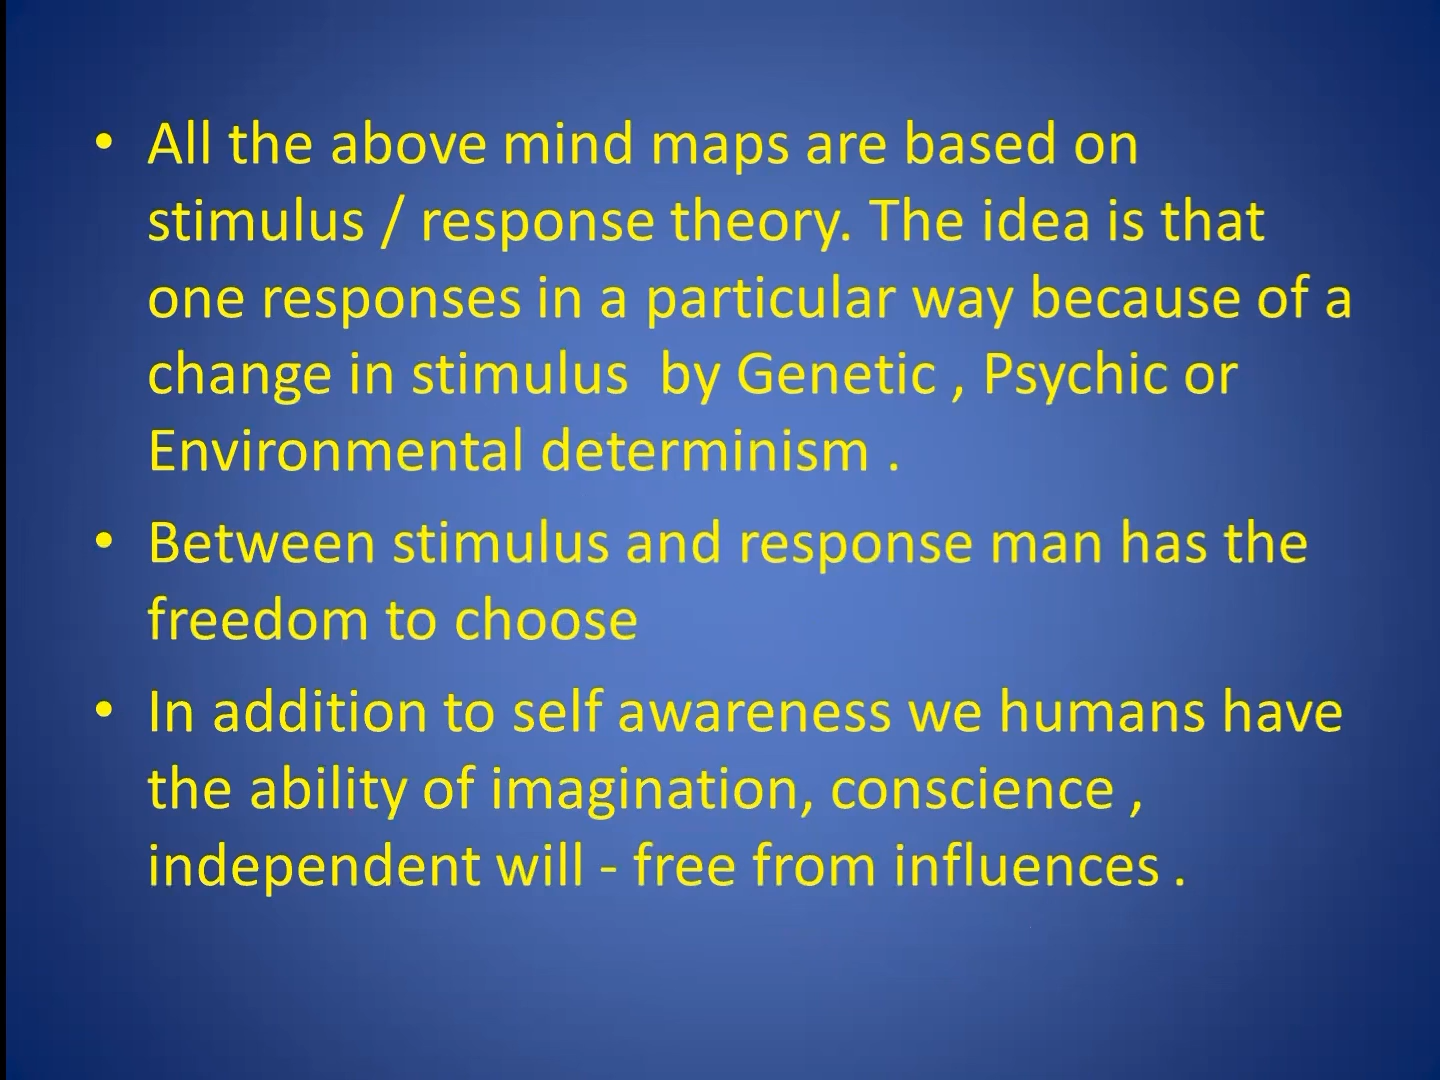 • All the above mind maps are based on
stimulus / response theory. The idea is that
one responses in a particular way because of a
change in stimulus  by Genetic , Psychic or
Environmental determinism .
• Between stimulus and response man has the
freedom to choose
• In addition to self awareness we humans have
the ability of imagination, conscience ,
independent will - free from influences .